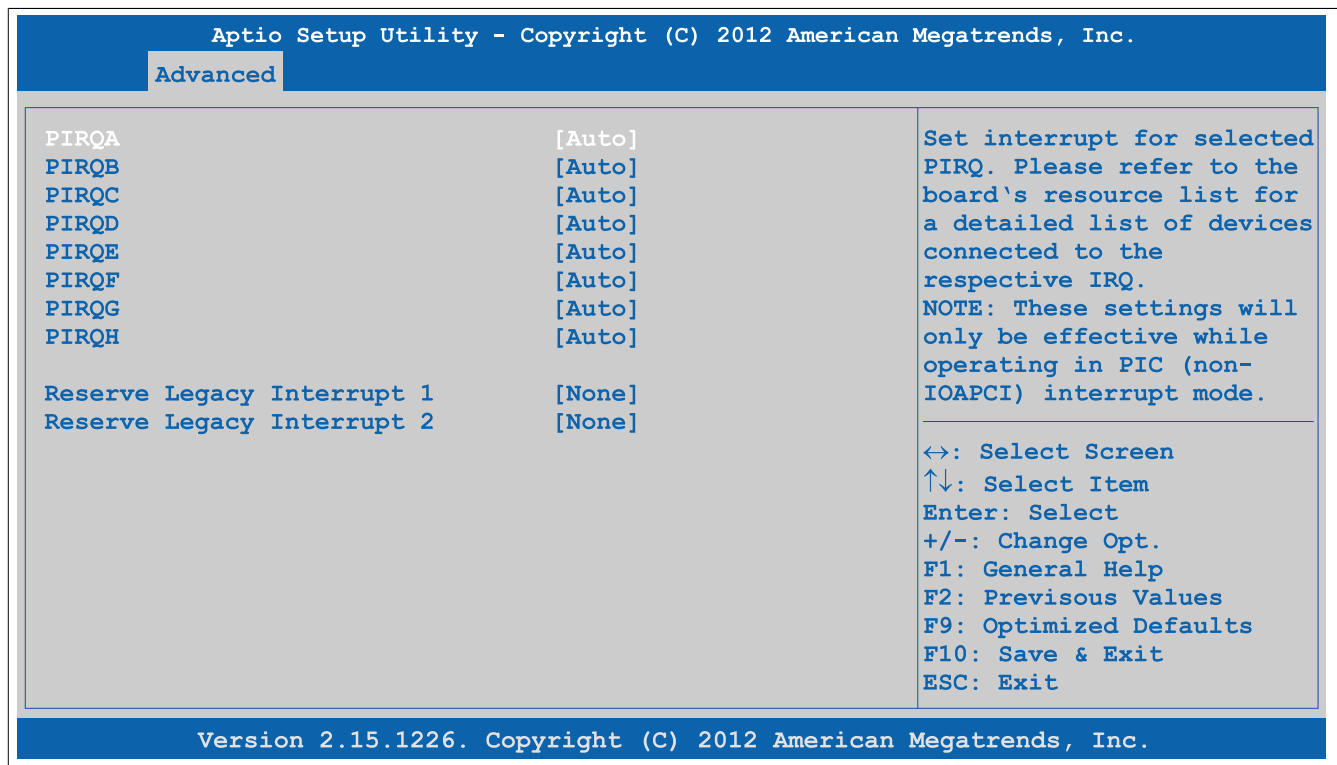 Aptio Setup Utility - Copyright (C) 2012 American Megatrends, Inc.
Advanced
PIRQA [Auto]
PIRQB [Auto]
PIRQC [Auto]
PIRQD [Auto]
PIRQE [Auto]
PIRQF [Auto]
PIRQG [Auto]
PIRQH [Auto]
Reserve Legacy Interrupt 1 [None]
Reserve Legacy Interrupt 2 [None]
Set interrupt for selected
PIRQ. Please refer to the
board‘s resource list for
a detailed list of devices
connected to the
respective IRQ.
NOTE: These settings will
only be effective while
operating in PIC (non-
IOAPCI) interrupt mode.
↔: Select Screen
↑↓: Select Item
Enter: Select
+/-: Change Opt.
F1: General Help
F2: Previsous Values
F9: Optimized Defaults
F10: Save & Exit
ESC: Exit
Version 2.15.1226. Copyright (C) 2012 American Megatrends, Inc.